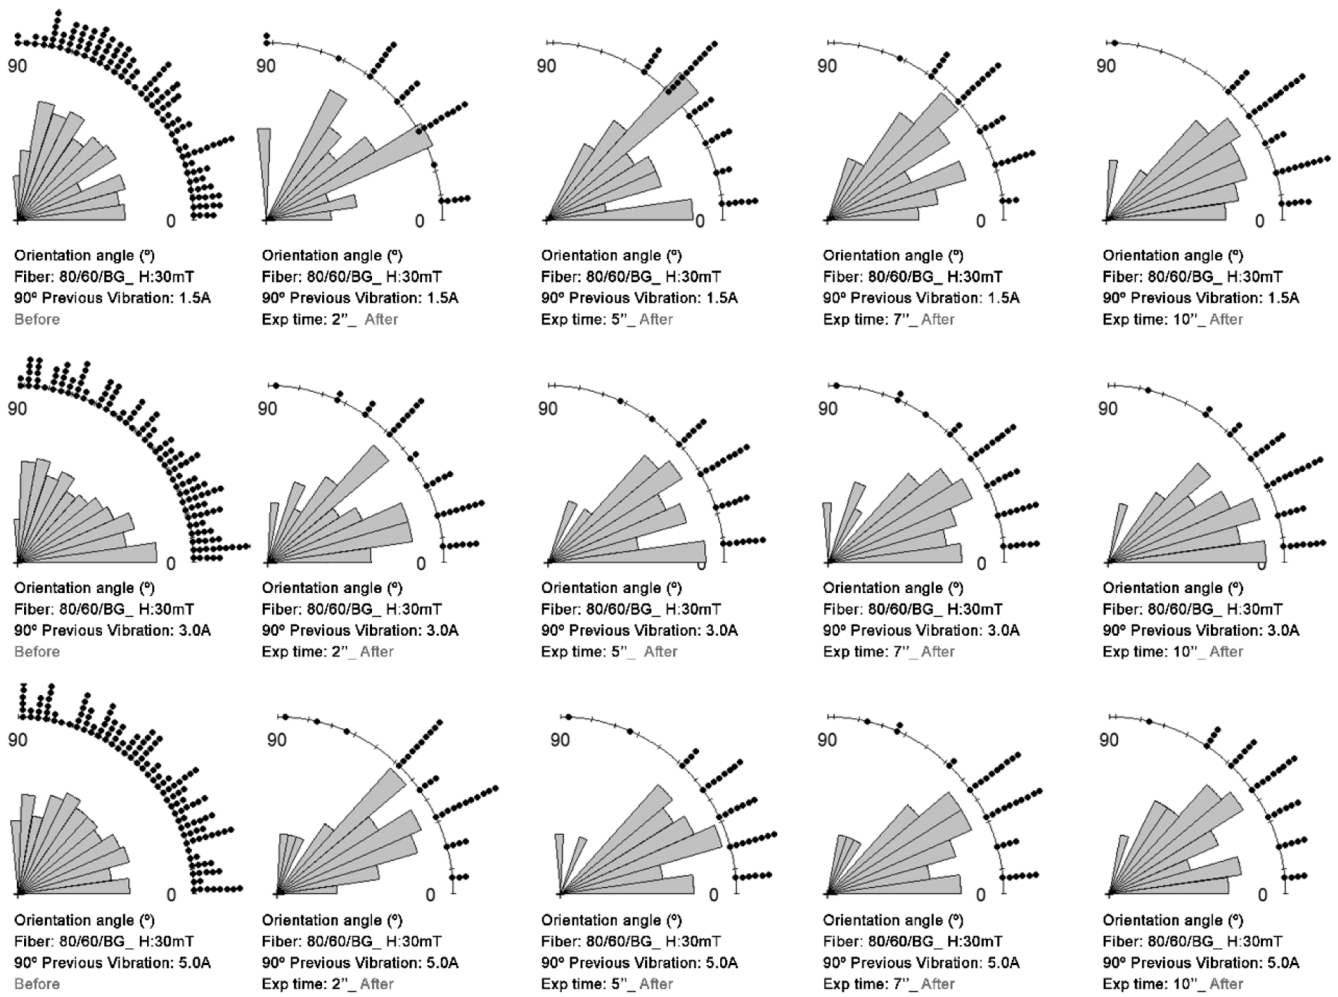 90
0
Orientation angle (º)
Fiber: 80/60/BG_ H:30mT
90º Previous Vibration: 1.5A
Before
90
0
Orientation angle (º)
Fiber: 80/60/BG_ H:30mT
90º Previous Vibration: 1.5A
Exp time: 2”_ After
90
0
Orientation angle (º)
Fiber: 80/60/BG_ H:30mT
90º Previous Vibration: 1.5A
Exp time: 5”_ After
90
0
Orientation angle (º)
Fiber: 80/60/BG_ H:30mT
90º Previous Vibration: 1.5A
Exp time: 7”_ After
90
0
Orientation angle (º)
Fiber: 80/60/BG_ H:30mT
90º Previous Vibration: 1.5A
Exp time: 10”_ After
90
0
Orientation angle (º)
Fiber: 80/60/BG_ H:30mT
90º Previous Vibration: 3.0A
Before
90
0
Orientation angle (º)
Fiber: 80/60/BG_ H:30mT
90º Previous Vibration: 3.0A
Exp time: 2”_ After
90
0
Orientation angle (º)
Fiber: 80/60/BG_ H:30mT
90º Previous Vibration: 3.0A
Exp time: 5”_ After
90
0
Orientation angle (º)
Fiber: 80/60/BG_ H:30mT
90º Previous Vibration: 3.0A
Exp time: 7”_ After
90
0
Orientation angle (º)
Fiber: 80/60/BG_ H:30mT
90º Previous Vibration: 3.0A
Exp time: 10”_ After
90
0
Orientation angle (º)
Fiber: 80/60/BG_ H:30mT
90º Previous Vibration: 5.0A
Before
90
0
Orientation angle (º)
Fiber: 80/60/BG_ H:30mT
90º Previous Vibration: 5.0A
Exp time: 2”_ After
90
0
Orientation angle (º)
Fiber: 80/60/BG_ H:30mT
90º Previous Vibration: 5.0A
Exp time: 5”_ After
90
0
Orientation angle (º)
Fiber: 80/60/BG_ H:30mT
90º Previous Vibration: 5.0A
Exp time: 7”_ After
90
0
Orientation angle (º)
Fiber: 80/60/BG_ H:30mT
90º Previous Vibration: 5.0A
Exp time: 10”_ After